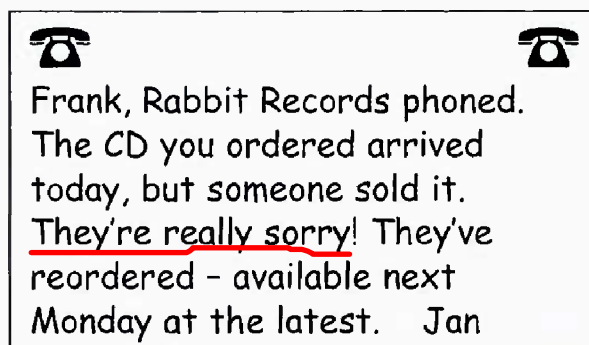 Frank, Rabbit Records phoned.
The CD you ordered arrived
today, but someone sold it.
They're really sorry! They've
reordered – available next
Monday at the latest. Jan